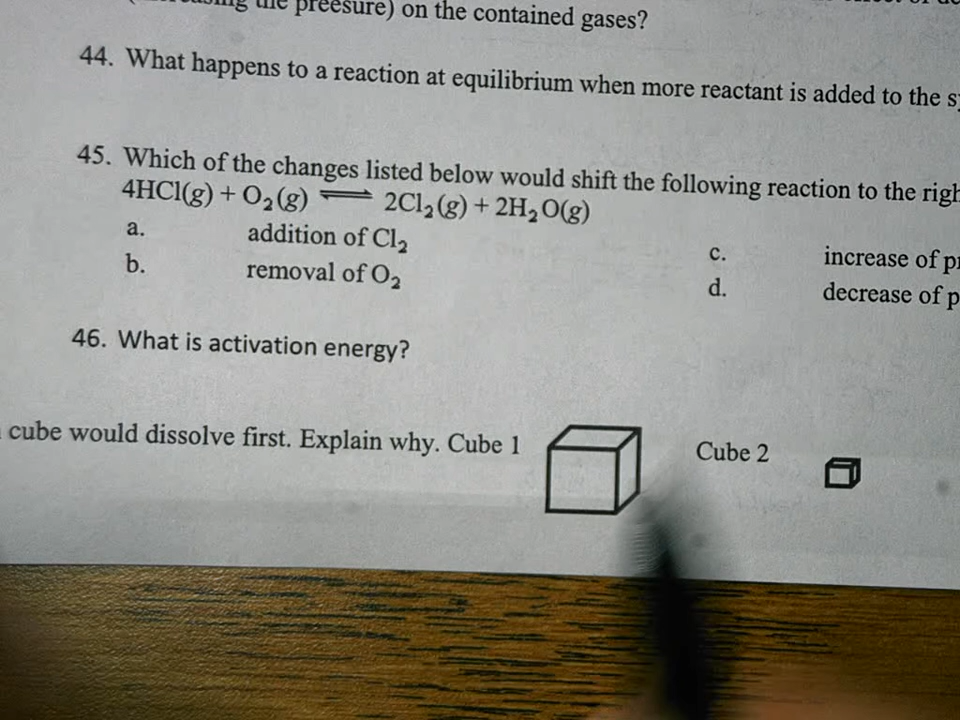 the preesure) on the contained gases?
44. What happens to a reaction at equilibrium when more reactant is added to the
45. Which of the changes listed below would shift the following reaction to the
4HCl(g) + O₂(g) ⇌ 2Cl₂(g) + 2H₂O(g)
a. addition of Cl₂ c. increase of
b. removal of O₂ d. decrease of
46. What is activation energy?
cube would dissolve first. Explain why. Cube 1 Cube 2